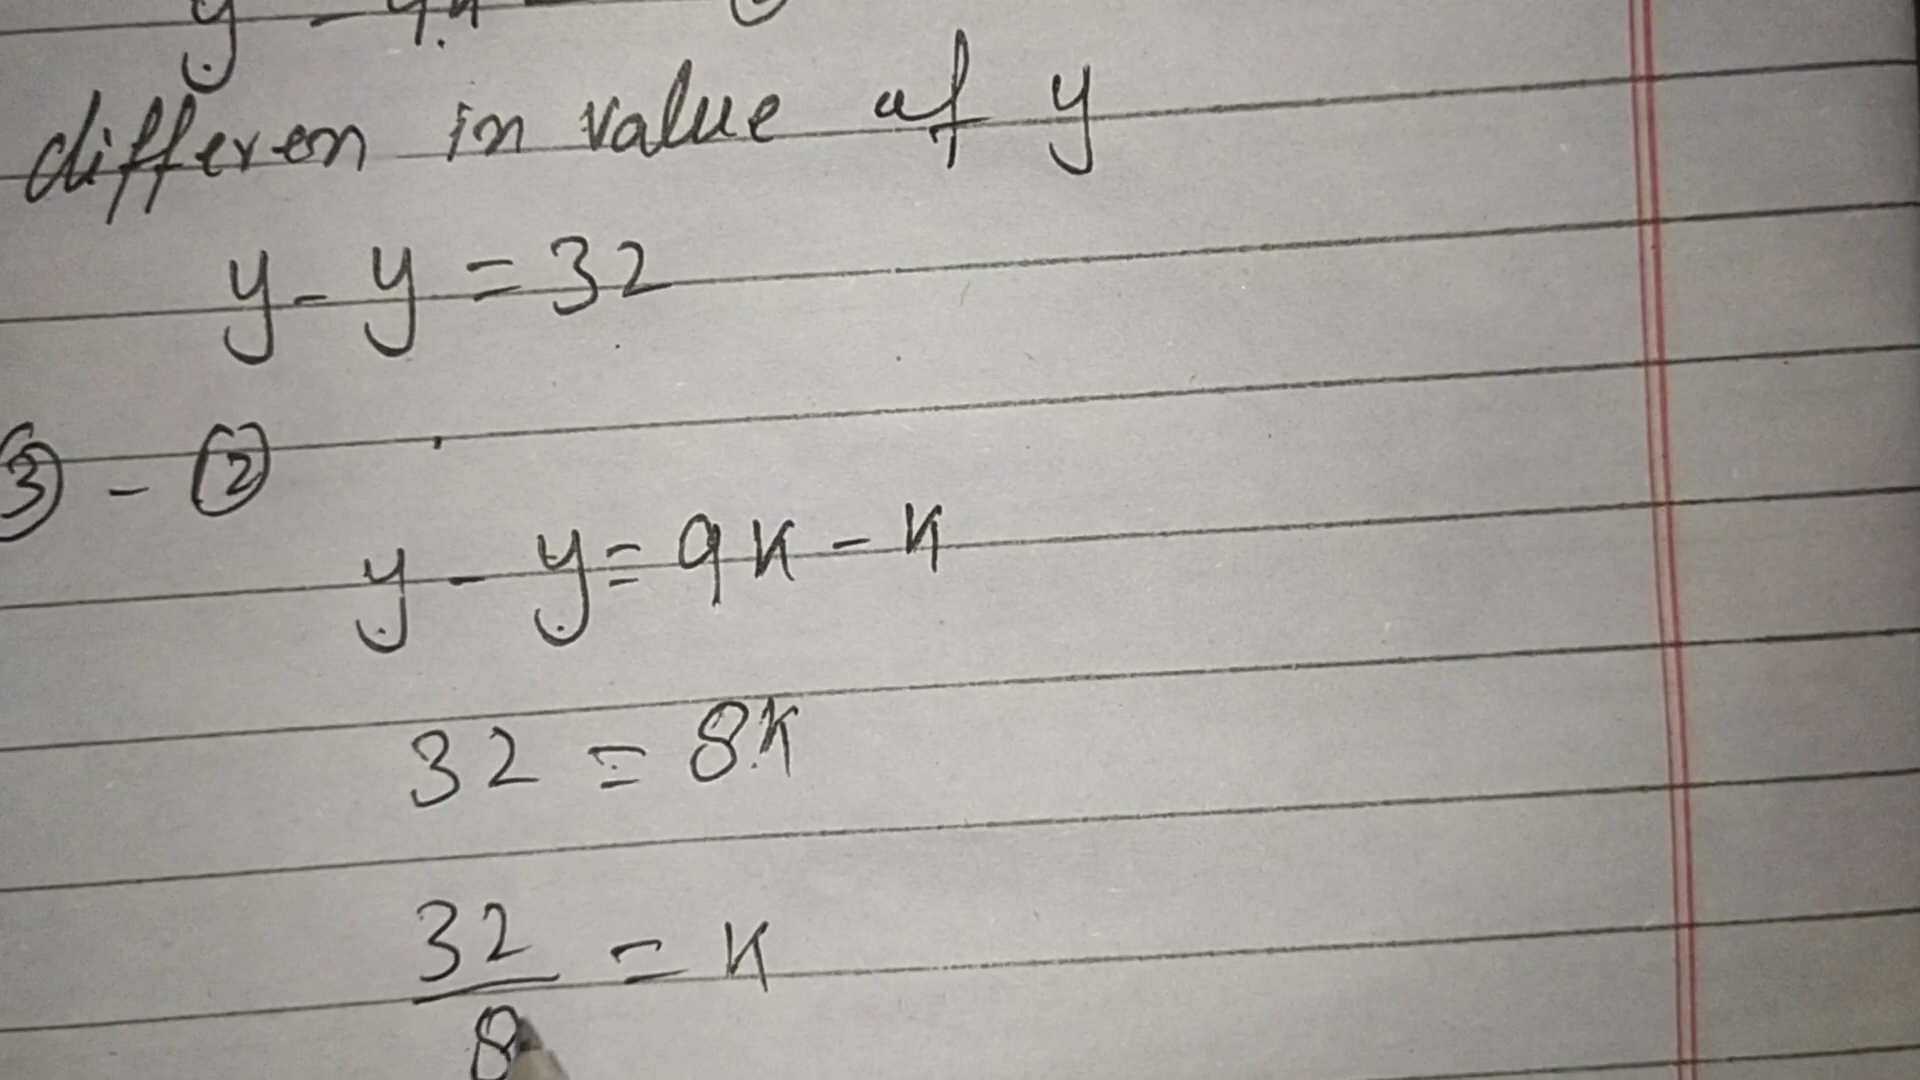 differen in value of y
y - y = 32
③ - ②
y - y = 9k - k
32 = 8k
32/8 = k